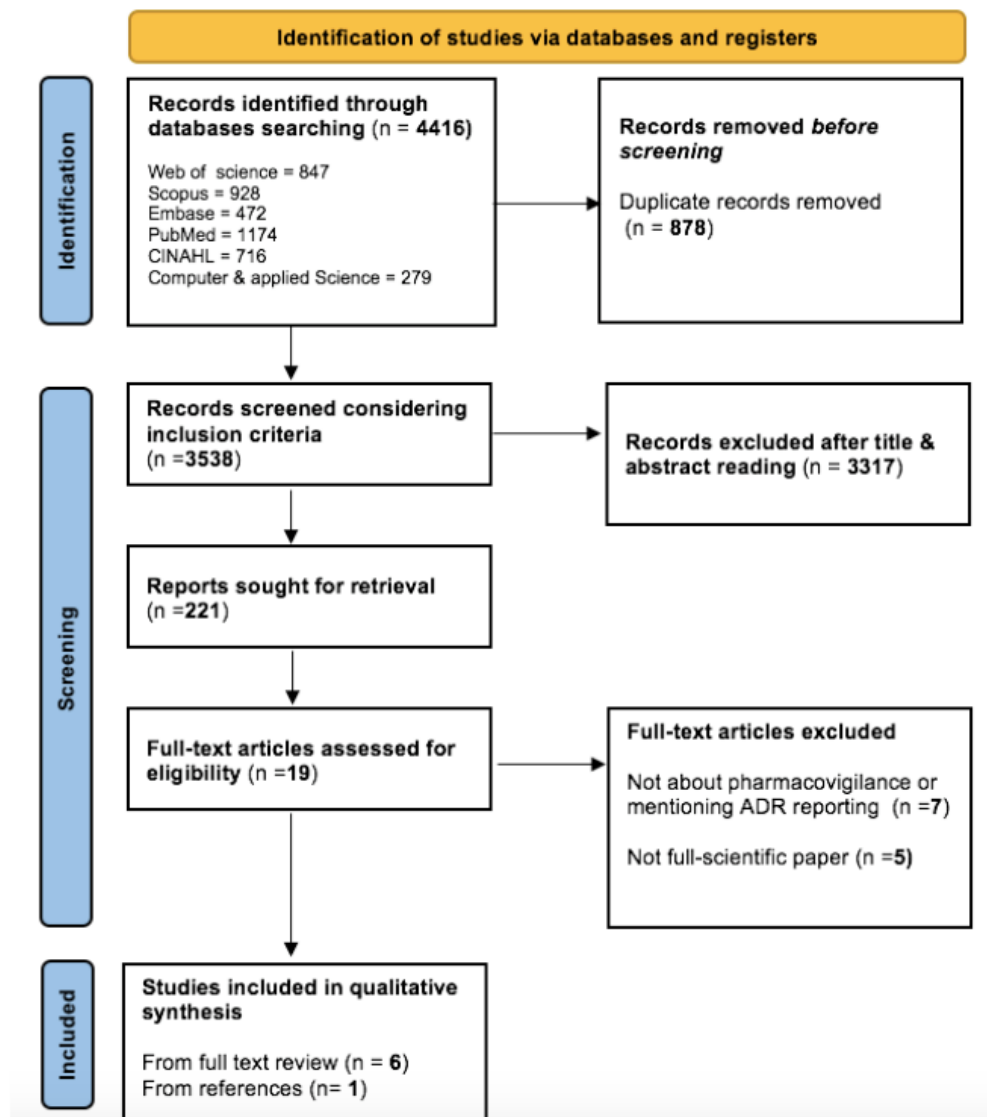 Identification of studies via databases and registers
Identification
Records identified through
databases searching (n = 4416)
Web of science = 847
Scopus = 928
Embase = 472
PubMed = 1174
CINAHL = 716
Computer & applied Science = 279
Records removed before
screening
Duplicate records removed
(n = 878)
Screening
Records screened considering
inclusion criteria
(n =3538)
Records excluded after title &
abstract reading (n = 3317)
Reports sought for retrieval
(n =221)
Full-text articles assessed for
eligibility (n =19)
Full-text articles excluded
Not about pharmacovigilance or
mentioning ADR reporting (n =7)
Not full-scientific paper (n =5)
Included
Studies included in qualitative
synthesis
From full text review (n = 6)
From references (n= 1)